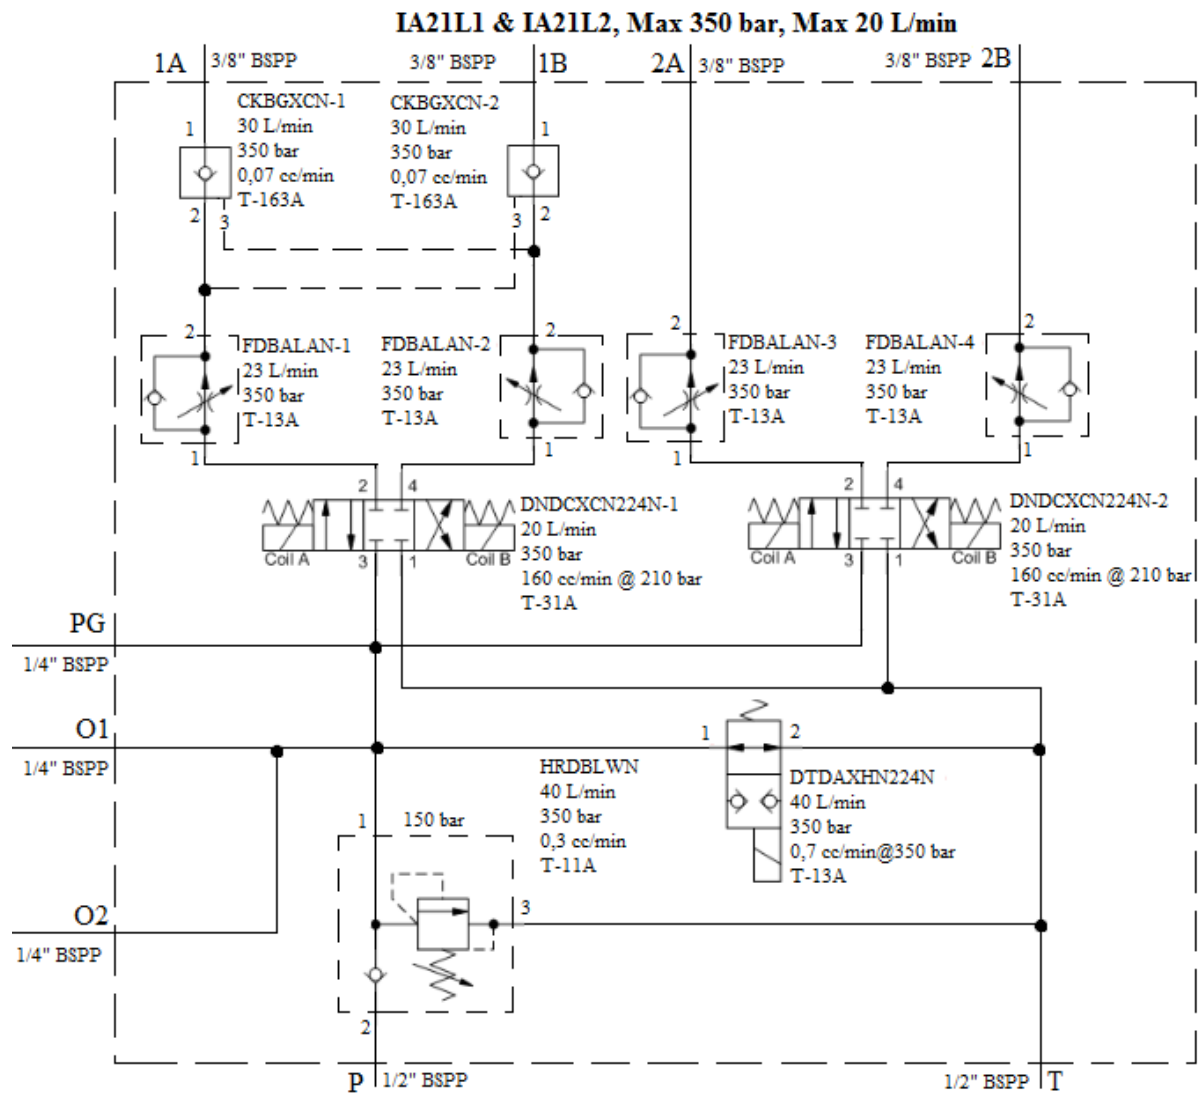 IA21L1 & IA21L2, Max 350 bar, Max 20 L/min
1A
3/8" BSPP
3/8" BSPP
1B
2A
3/8" BSPP
3/8" BSPP
2B
CKBGXCN-1
30 L/min
350 bar
0,07 cc/min
T-163A
1
2
3
CKBGXCN-2
30 L/min
350 bar
0,07 cc/min
T-163A
1
3
2
2
FDBALAN-1
23 L/min
350 bar
T-13A
1
FDBALAN-2
23 L/min
350 bar
T-13A
2
1
2
FDBALAN-3
23 L/min
350 bar
T-13A
1
FDBALAN-4
23 L/min
350 bar
T-13A
2
1
2
4
Coil A
3
1
Coil B
DNDCXCN224N-1
20 L/min
350 bar
160 cc/min @ 210 bar
T-31A
2
4
Coil A
3
1
Coil B
DNDCXCN224N-2
20 L/min
350 bar
160 cc/min @ 210 bar
T-31A
PG
1/4" BSPP
O1
1/4" BSPP
1
2
HRDBLWN
40 L/min
350 bar
0,3 cc/min
T-11A
DTDAXHN224N
40 L/min
350 bar
0,7 cc/min@350 bar
T-13A
1
150 bar
3
2
O2
1/4" BSPP
P
1/2" BSPP
1/2" BSPP
T